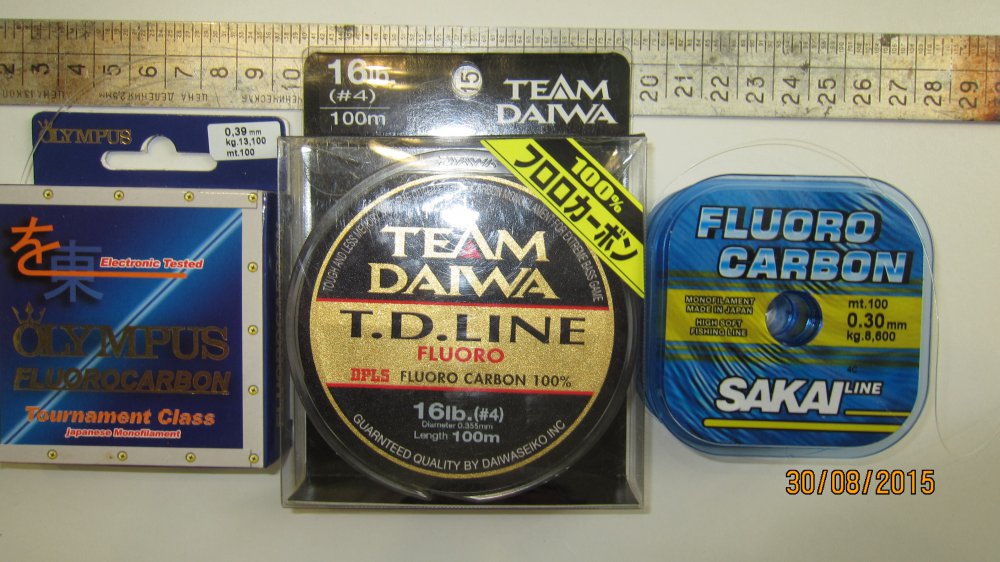 2 3 4 5 6 7 8 9 10 20 21 22 23 24 25 26 27 28 29
ЦЕНА ДЕЛЕНИЯ
OLYMPUS
0,39 mm
kg.13,100
mt.100
を
東
Electronic Tested
OLYMPUS
FLUOROCARBON
Tournament Class
Japanese Monofilament
16lb.
(#4)
100m
15
TEAM
DAIWA
100%
フロロカーボン
TEAM
DAIWA
T.D.LINE
FLUORO
DPLS FLUORO CARBON 100%
16lb.(#4)
Diameter 0.355mm
Length 100m
GUARNTEED QUALITY BY DAIWASEIKO INC
FLUORO
CARBON
MONOFILAMENT
MADE IN JAPAN
HIGH SOFT
FISHING LINE
mt.100
0.30mm
kg.8,600
4C
SAKAI LINE
30/08/2015